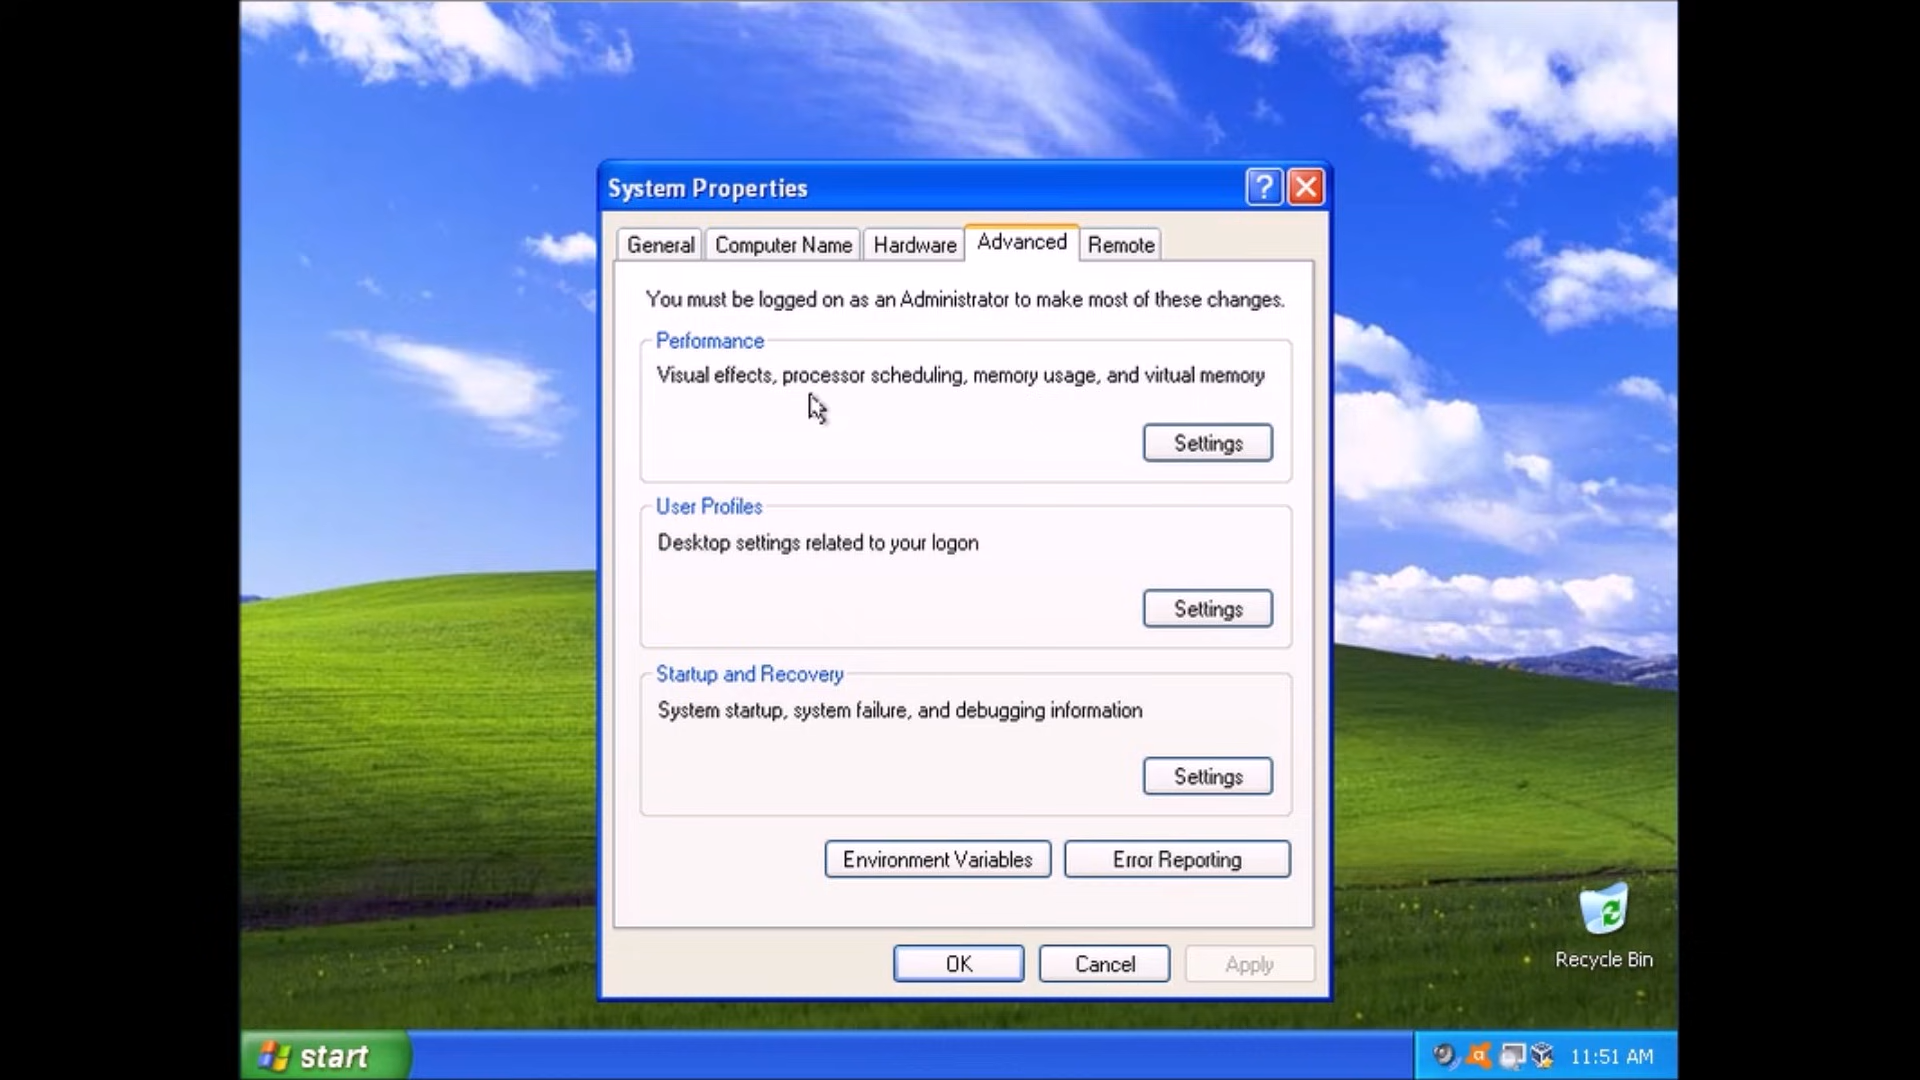 System Properties
General
Computer Name
Hardware
Advanced
Remote
You must be logged on as an Administrator to make most of these changes.
Performance
Visual effects, processor scheduling, memory usage, and virtual memory
Settings
User Profiles
Desktop settings related to your logon
Settings
Startup and Recovery
System startup, system failure, and debugging information
Settings
Environment Variables
Error Reporting
OK
Cancel
Apply
Recycle Bin
start
11:51 AM